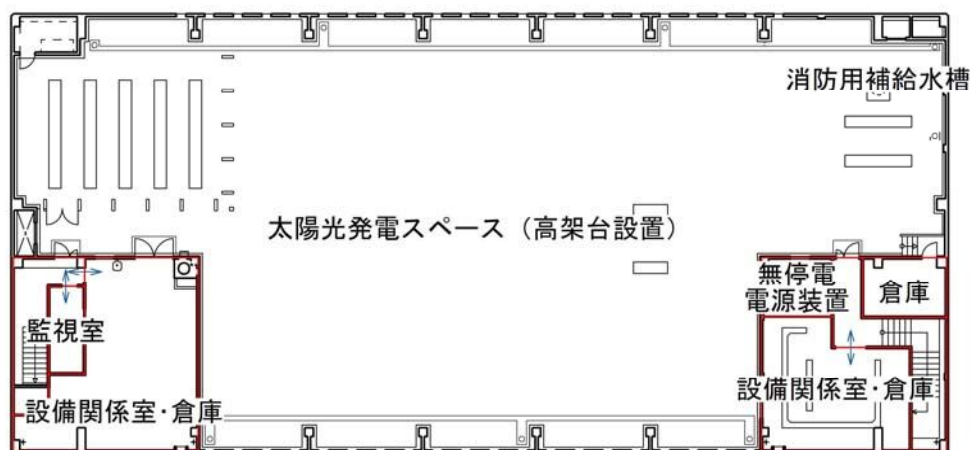 消防用補給水槽
太陽光発電スペース（高架台設置）
無停電
電源装置
倉庫
監視室
設備関係室・倉庫
設備関係室・倉庫